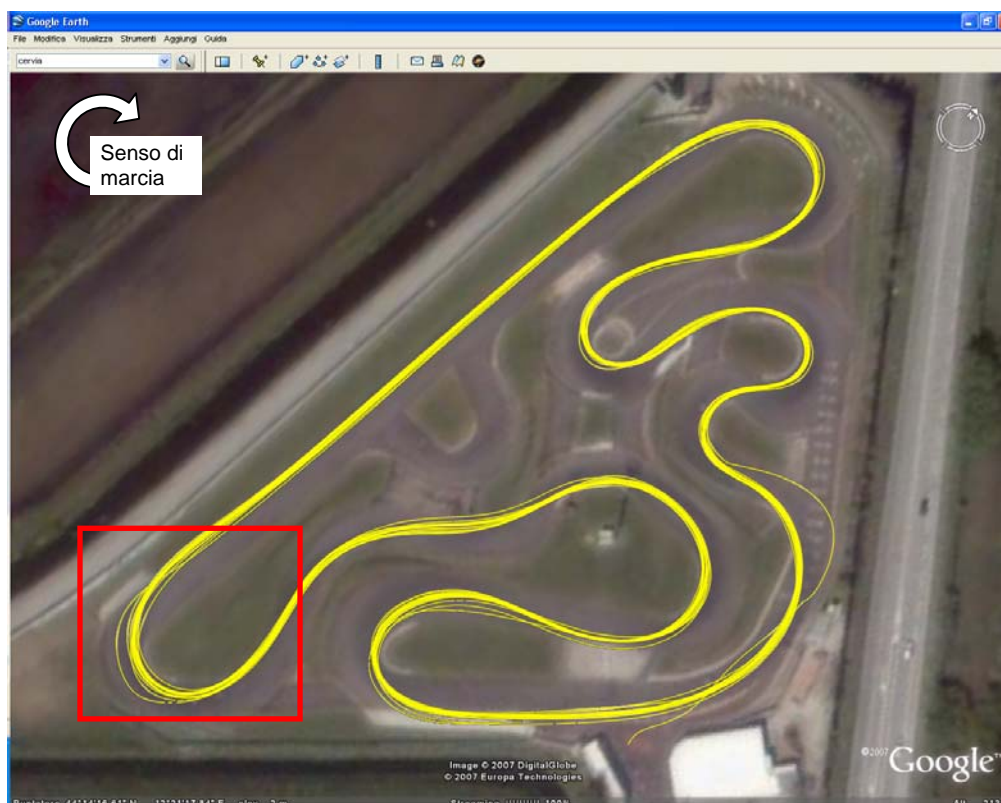 Google Earth
File Modifica Visualizza Strumenti Aggiungi Guida
cervia
Senso di
marcia
N
Image © 2007 DigitalGlobe
© 2007 Europa Technologies
©2007 Google™